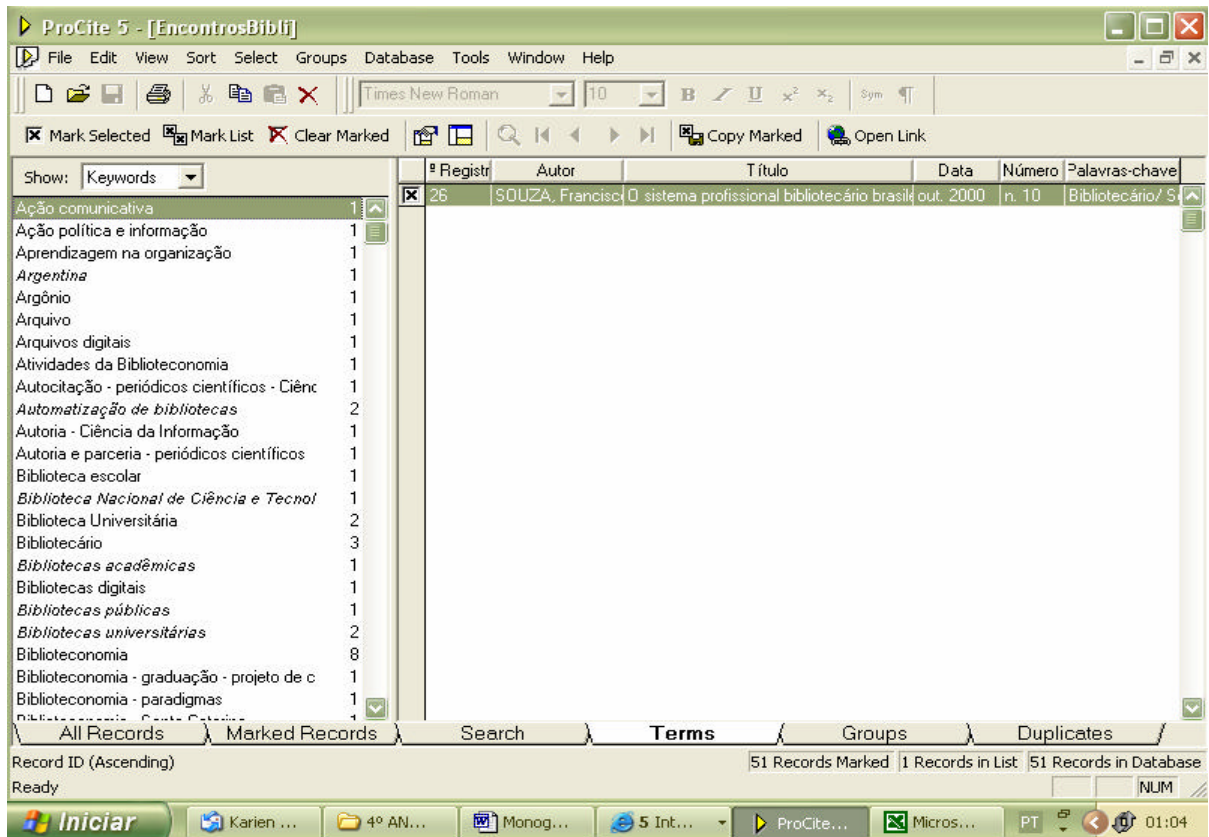 ProCite 5 - [EncontrosBibli]
File Edit View Sort Select Groups Database Tools Window Help
Times New Roman 10 B I U x² x₂ Sym ¶
Mark Selected Mark List Clear Marked Copy Marked Open Link
Show: Keywords
º Registr Autor Título Data Número Palavras-chave
26 SOUZA, Francisc O sistema profissional bibliotecário brasile out. 2000 n. 10 Bibliotecário/ S
Ação comunicativa 1
Ação política e informação 1
Aprendizagem na organização 1
Argentina 1
Argônio 1
Arquivo 1
Arquivos digitais 1
Atividades da Biblioteconomia 1
Autocitação - periódicos científicos - Ciênc 1
Automatização de bibliotecas 2
Autoria - Ciência da Informação 1
Autoria e parceria - periódicos científicos 1
Biblioteca escolar 1
Biblioteca Nacional de Ciência e Tecnol 1
Biblioteca Universitária 2
Bibliotecário 3
Bibliotecas acadêmicas 1
Bibliotecas digitais 1
Bibliotecas públicas 1
Bibliotecas universitárias 2
Biblioteconomia 8
Biblioteconomia - graduação - projeto de c 1
Biblioteconomia - paradigmas 1
All Records Marked Records Search Terms Groups Duplicates
Record ID (Ascending) 51 Records Marked 1 Records in List 51 Records in Database
Ready NUM
Iniciar Karien ... 4º AN... Monog... 5 Int... ProCite... Micros... PT 01:04